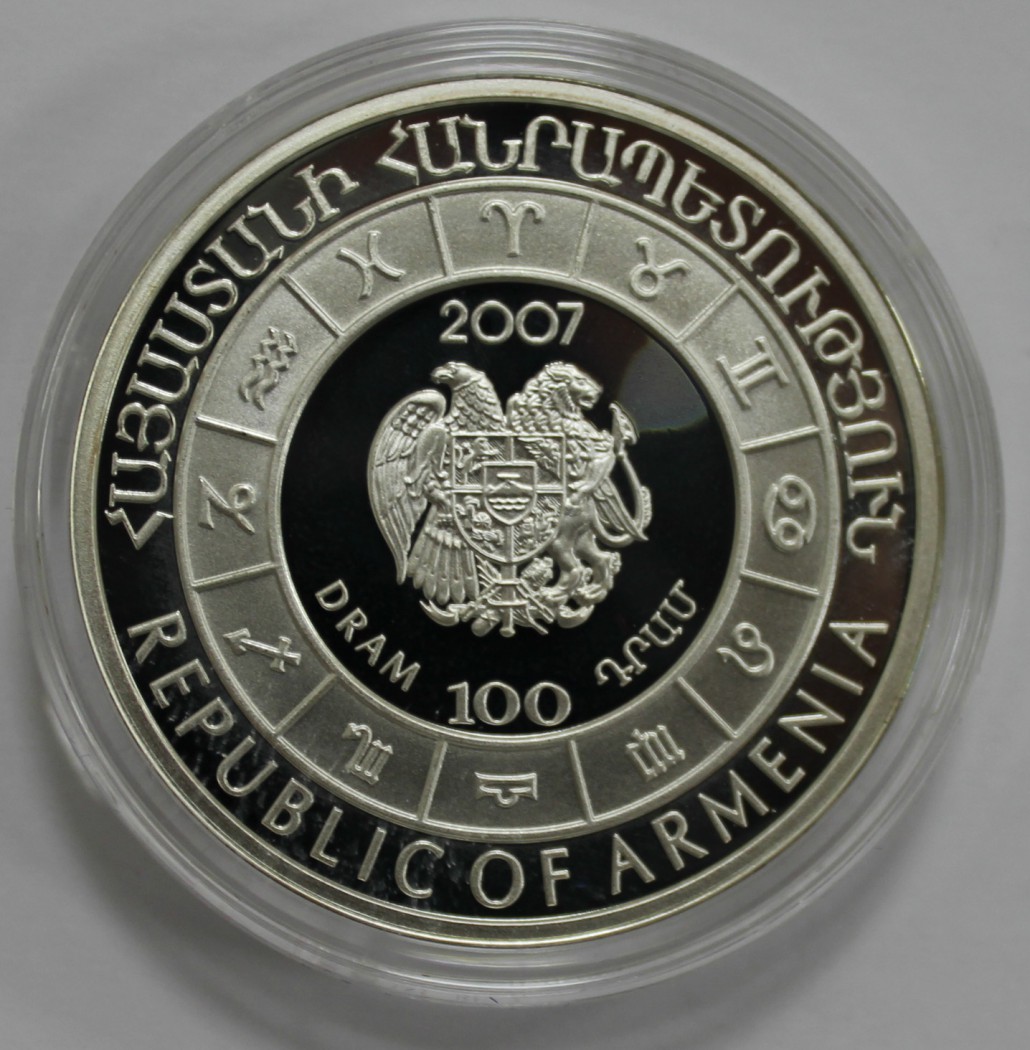 ՀԱՅԱՍՏԱՆԻ ՀԱՆՐԱՊԵՏՈՒԹՅՈՒՆ
2007
DRAM
100
ԴՐԱՄ
REPUBLIC OF ARMENIA